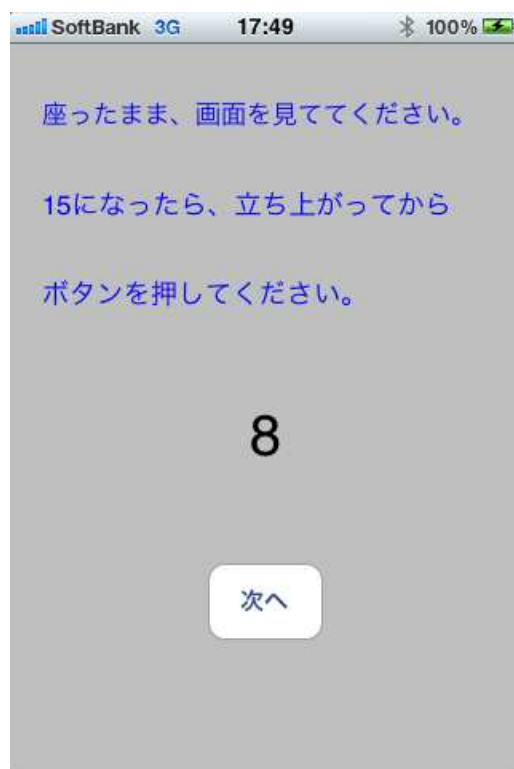 SoftBank 3G 17:49 100%
座ったまま、画面を見ててください。
15になったら、立ち上がってから
ボタンを押してください。
8
次へ